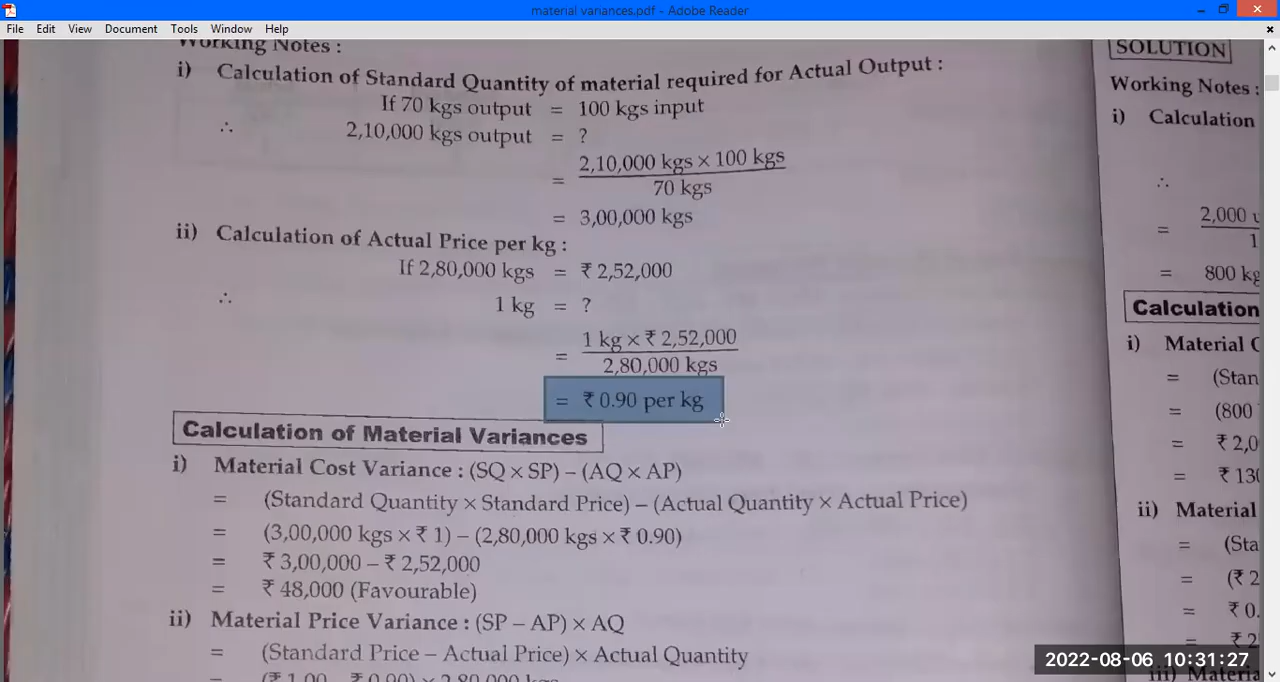 material variances.pdf - Adobe Reader
File Edit View Document Tools Window Help
Working Notes :
i) Calculation of Standard Quantity of material required for Actual Output :
If 70 kgs output = 100 kgs input
∴ 2,10,000 kgs output = ?
= 2,10,000 kgs × 100 kgs
70 kgs
= 3,00,000 kgs
ii) Calculation of Actual Price per kg :
If 2,80,000 kgs = ₹ 2,52,000
∴ 1 kg = ?
= 1 kg × ₹ 2,52,000
2,80,000 kgs
= ₹ 0.90 per kg
Calculation of Material Variances
i) Material Cost Variance : (SQ × SP) – (AQ × AP)
= (Standard Quantity × Standard Price) – (Actual Quantity × Actual Price)
= (3,00,000 kgs × ₹ 1) – (2,80,000 kgs × ₹ 0.90)
= ₹ 3,00,000 – ₹ 2,52,000
= ₹ 48,000 (Favourable)
ii) Material Price Variance : (SP – AP) × AQ
= (Standard Price – Actual Price) × Actual Quantity
SOLUTION
Working Notes :
i) Calculation
∴
= 2,000
1
= 800 kg
Calculation
i) Material
= (Stan
= (800
= ₹ 2,0
= ₹ 130
ii) Material
= (Sta
= (₹ 2
= ₹ 0.
= ₹ 2
iii) Materia
2022-08-06 10:31:27